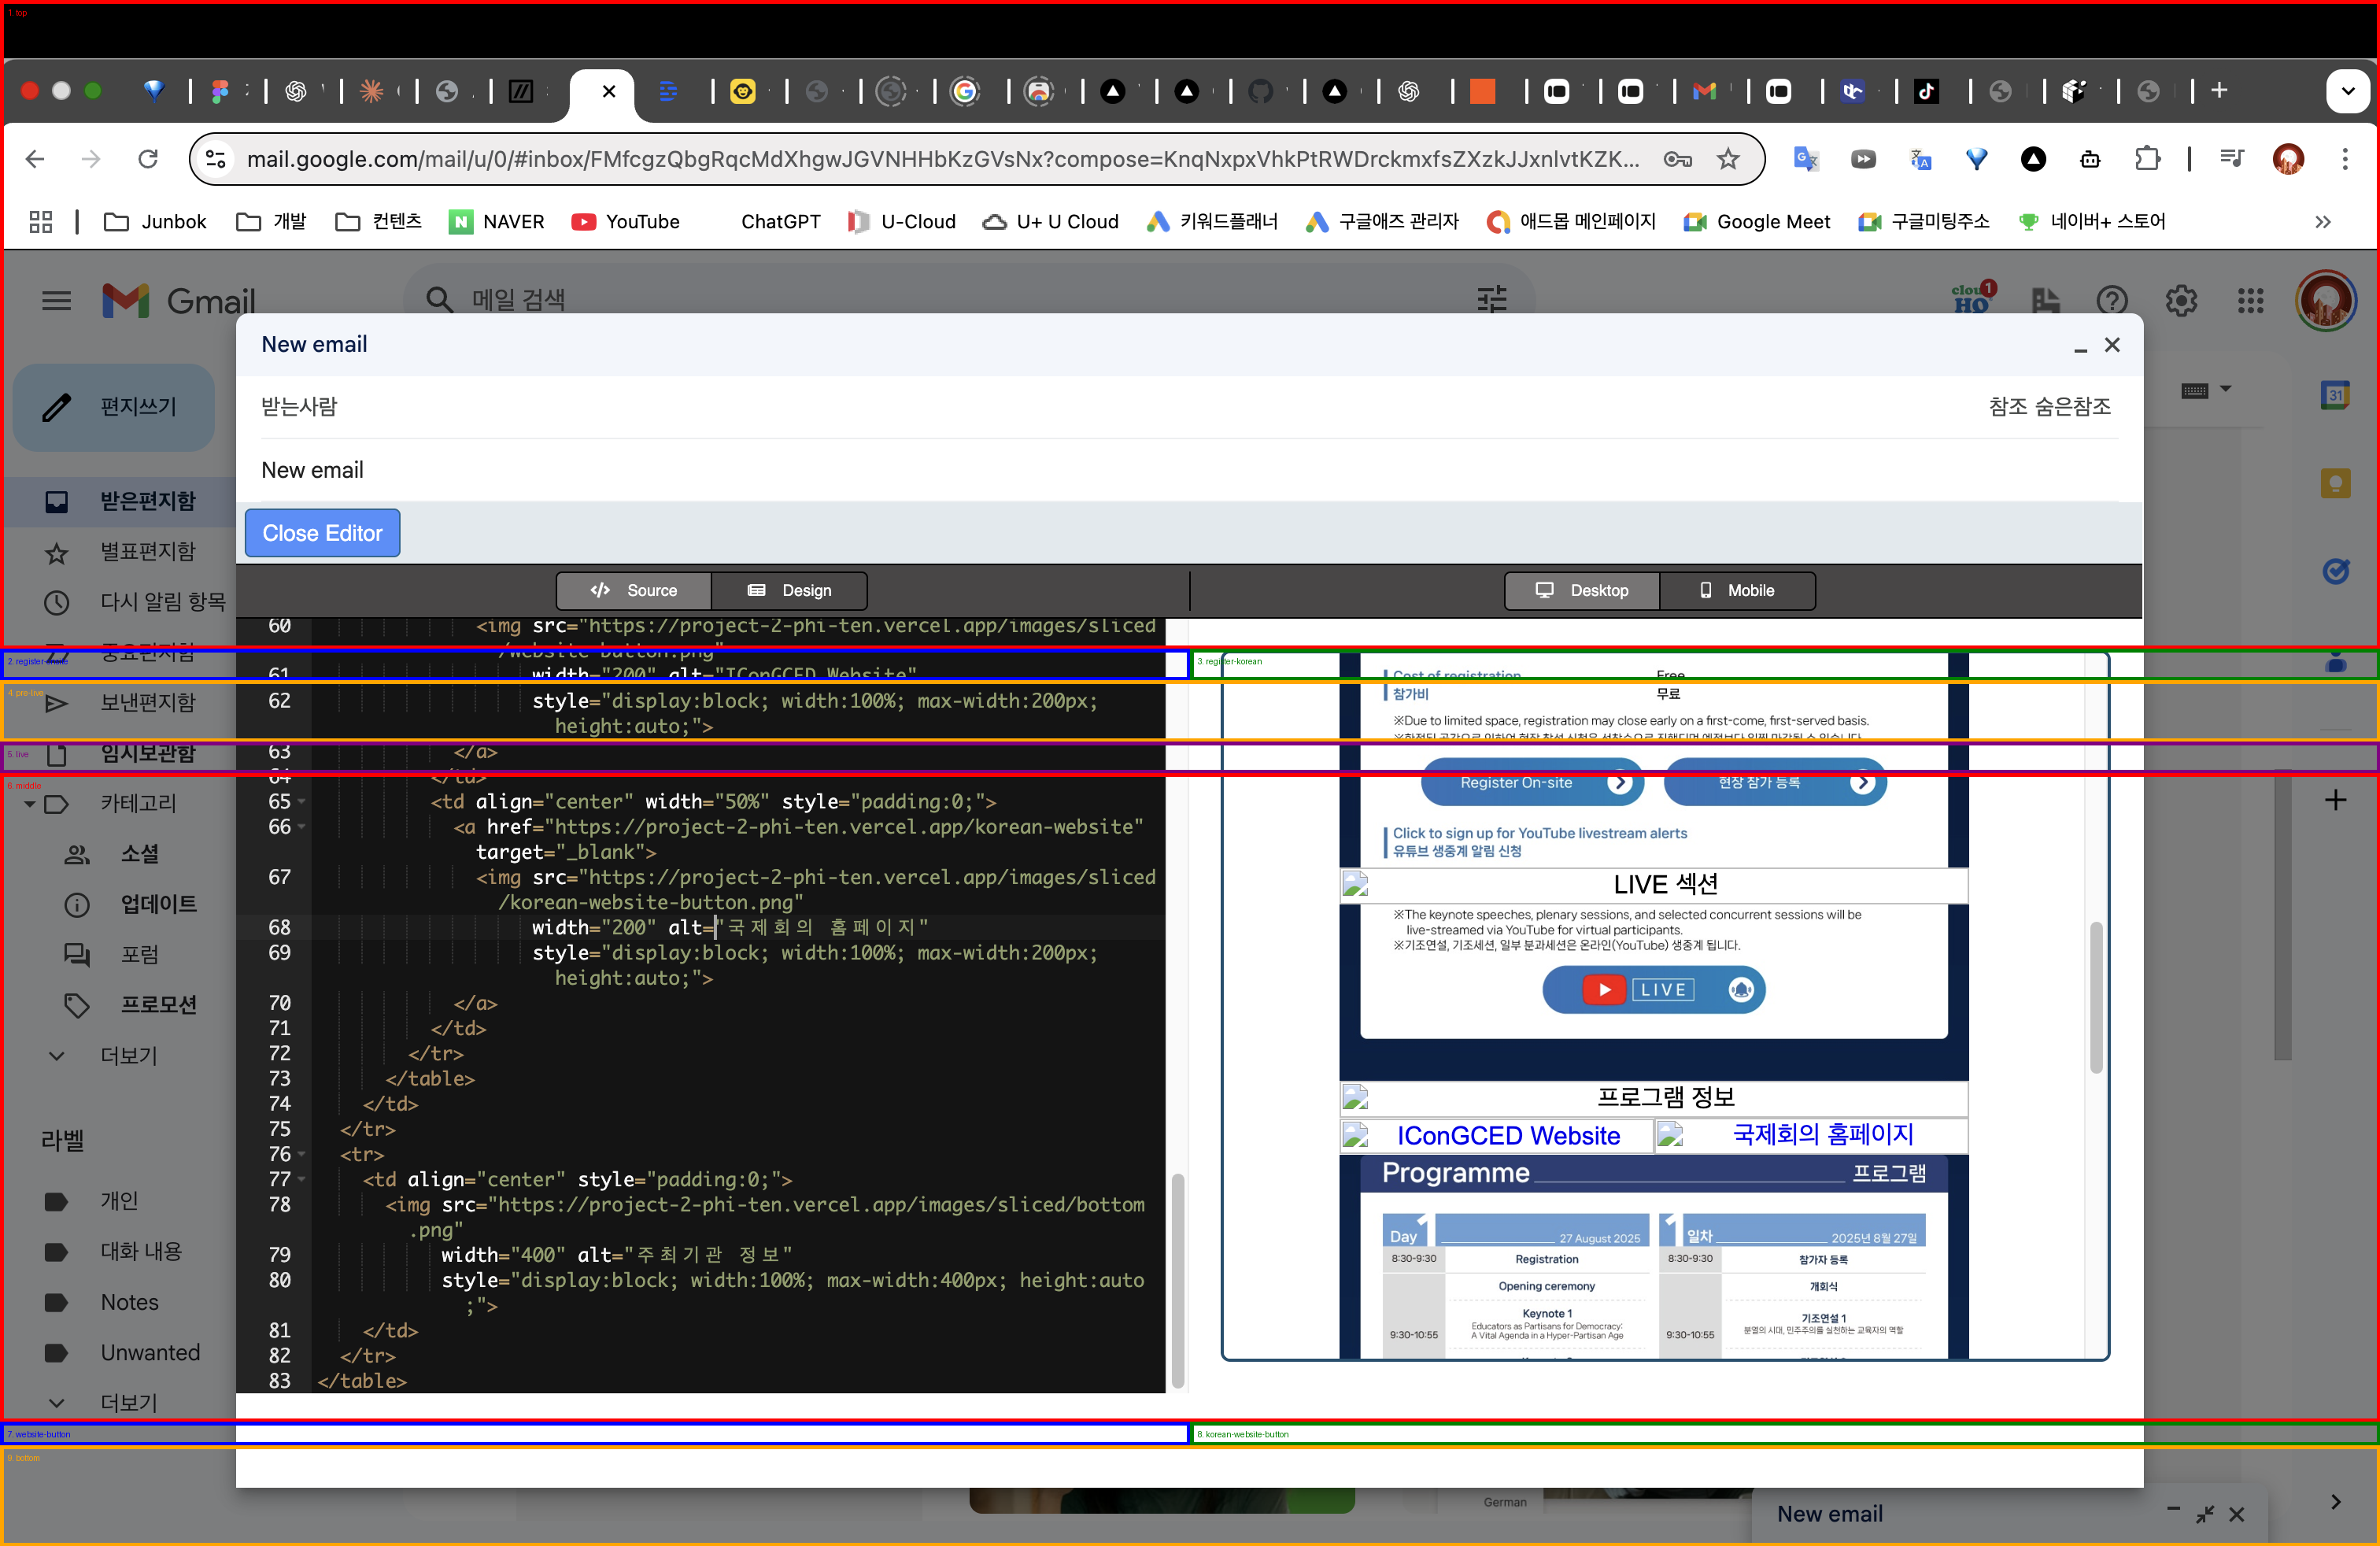 1. top
mail.google.com/mail/u/0/#inbox/FMfcgzQbgRqcMdXhgwJGVNHHbKzGVsNx?compose=KnqNxpxVhkPtRWDrckmxfsZXzkJJxnlvtKZK...
Junbok 개발 컨텐츠 NAVER YouTube ChatGPT U-Cloud U+ U Cloud 키워드플래너 구글애즈 관리자 애드몹 메인페이지 Google Meet 구글미팅주소 네이버+ 스토어
Gmail
메일 검색
1
편지쓰기
받은편지함
별표편지함
다시 알림 항목
중요편지함
보낸편지함
임시보관함
카테고리
소셜
업데이트
포럼
프로모션
더보기
라벨
개인
대화 내용
Notes
Unwanted
더보기
New email
받는사람
참조 숨은참조
New email
Close Editor
Source Design
Desktop Mobile
60 <img src="https://project-2-phi-ten.vercel.app/images/sliced
/website-button.png"
61 width="200" alt="IConGCED Website"
62 style="display:block; width:100%; max-width:200px;
height:auto;">
63 </a>
64 </td>
65 <td align="center" width="50%" style="padding:0;">
66 <a href="https://project-2-phi-ten.vercel.app/korean-website"
target="_blank">
67 <img src="https://project-2-phi-ten.vercel.app/images/sliced
/korean-website-button.png"
68 width="200" alt="국제회의 홈페이지"
69 style="display:block; width:100%; max-width:200px;
height:auto;">
70 </a>
71 </td>
72 </tr>
73 </table>
74 </td>
75 </tr>
76 <tr>
77 <td align="center" style="padding:0;">
78 <img src="https://project-2-phi-ten.vercel.app/images/sliced/bottom
.png"
79 width="400" alt="주최기관 정보"
80 style="display:block; width:100%; max-width:400px; height:auto
;">
81 </td>
82 </tr>
83 </table>
2. register-onsite
3. register-korean
4. pre-live
5. live
6. middle
7. website-button
8. korean-website-button
9. bottom
Cost of registration Free
참가비 무료
※Due to limited space, registration may close early on a first-come, first-served basis.
Register On-site
현장 참가 등록
Click to sign up for YouTube livestream alerts
유튜브 생중계 알림 신청
LIVE 섹션
※The keynote speeches, plenary sessions, and selected concurrent sessions will be
live-streamed via YouTube for virtual participants.
※기조연설, 기조세션, 일부 분과세션은 온라인(YouTube) 생중계 됩니다.
LIVE
프로그램 정보
IConGCED Website
국제회의 홈페이지
Programme 프로그램
Day 1 27 August 2025
1 일차 2025년 8월 27일
8:30-9:30 Registration
8:30-9:30 참가자 등록
Opening ceremony
개회식
Keynote 1
기조연설 1
Educators as Partisans for Democracy:
A Vital Agenda in a Hyper-Partisan Age
분열의 시대, 민주주의를 실천하는 교육자의 역할
9:30-10:55
9:30-10:55
31
German
New email